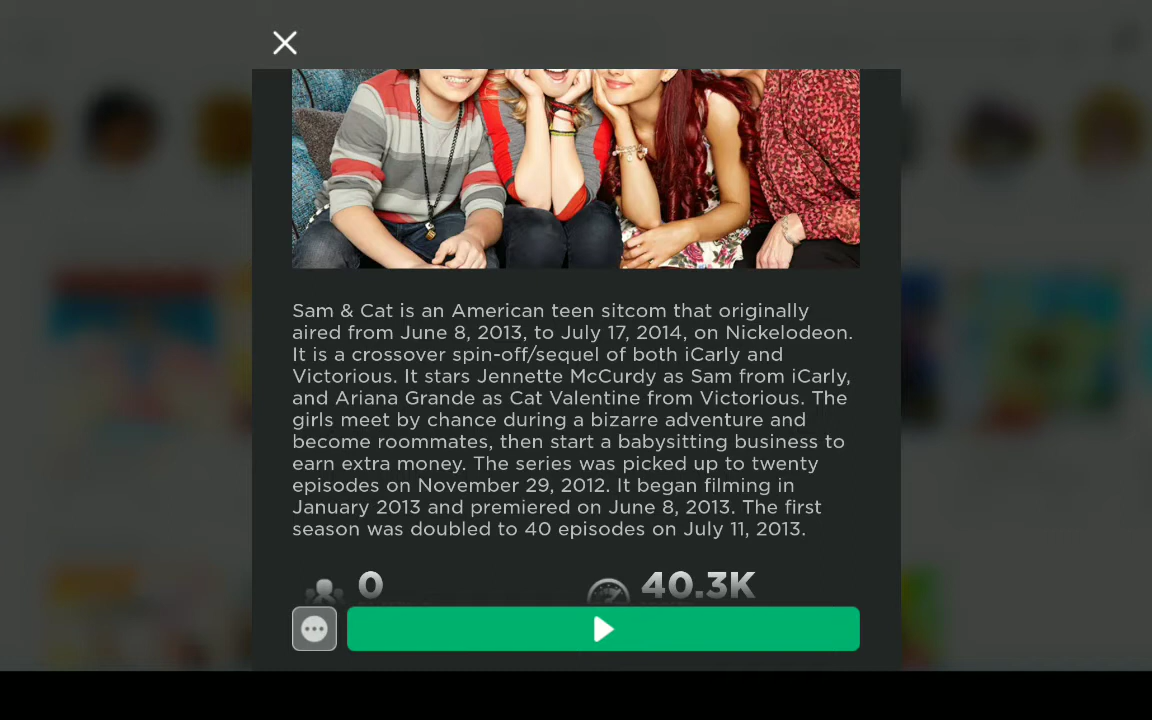 Sam & Cat is an American teen sitcom that originally
aired from June 8, 2013, to July 17, 2014, on Nickelodeon.
It is a crossover spin-off/sequel of both iCarly and
Victorious. It stars Jennette McCurdy as Sam from iCarly,
and Ariana Grande as Cat Valentine from Victorious. The
girls meet by chance during a bizarre adventure and
become roommates, then start a babysitting business to
earn extra money. The series was picked up to twenty
episodes on November 29, 2012. It began filming in
January 2013 and premiered on June 8, 2013. The first
season was doubled to 40 episodes on July 11, 2013.
0 40.3K